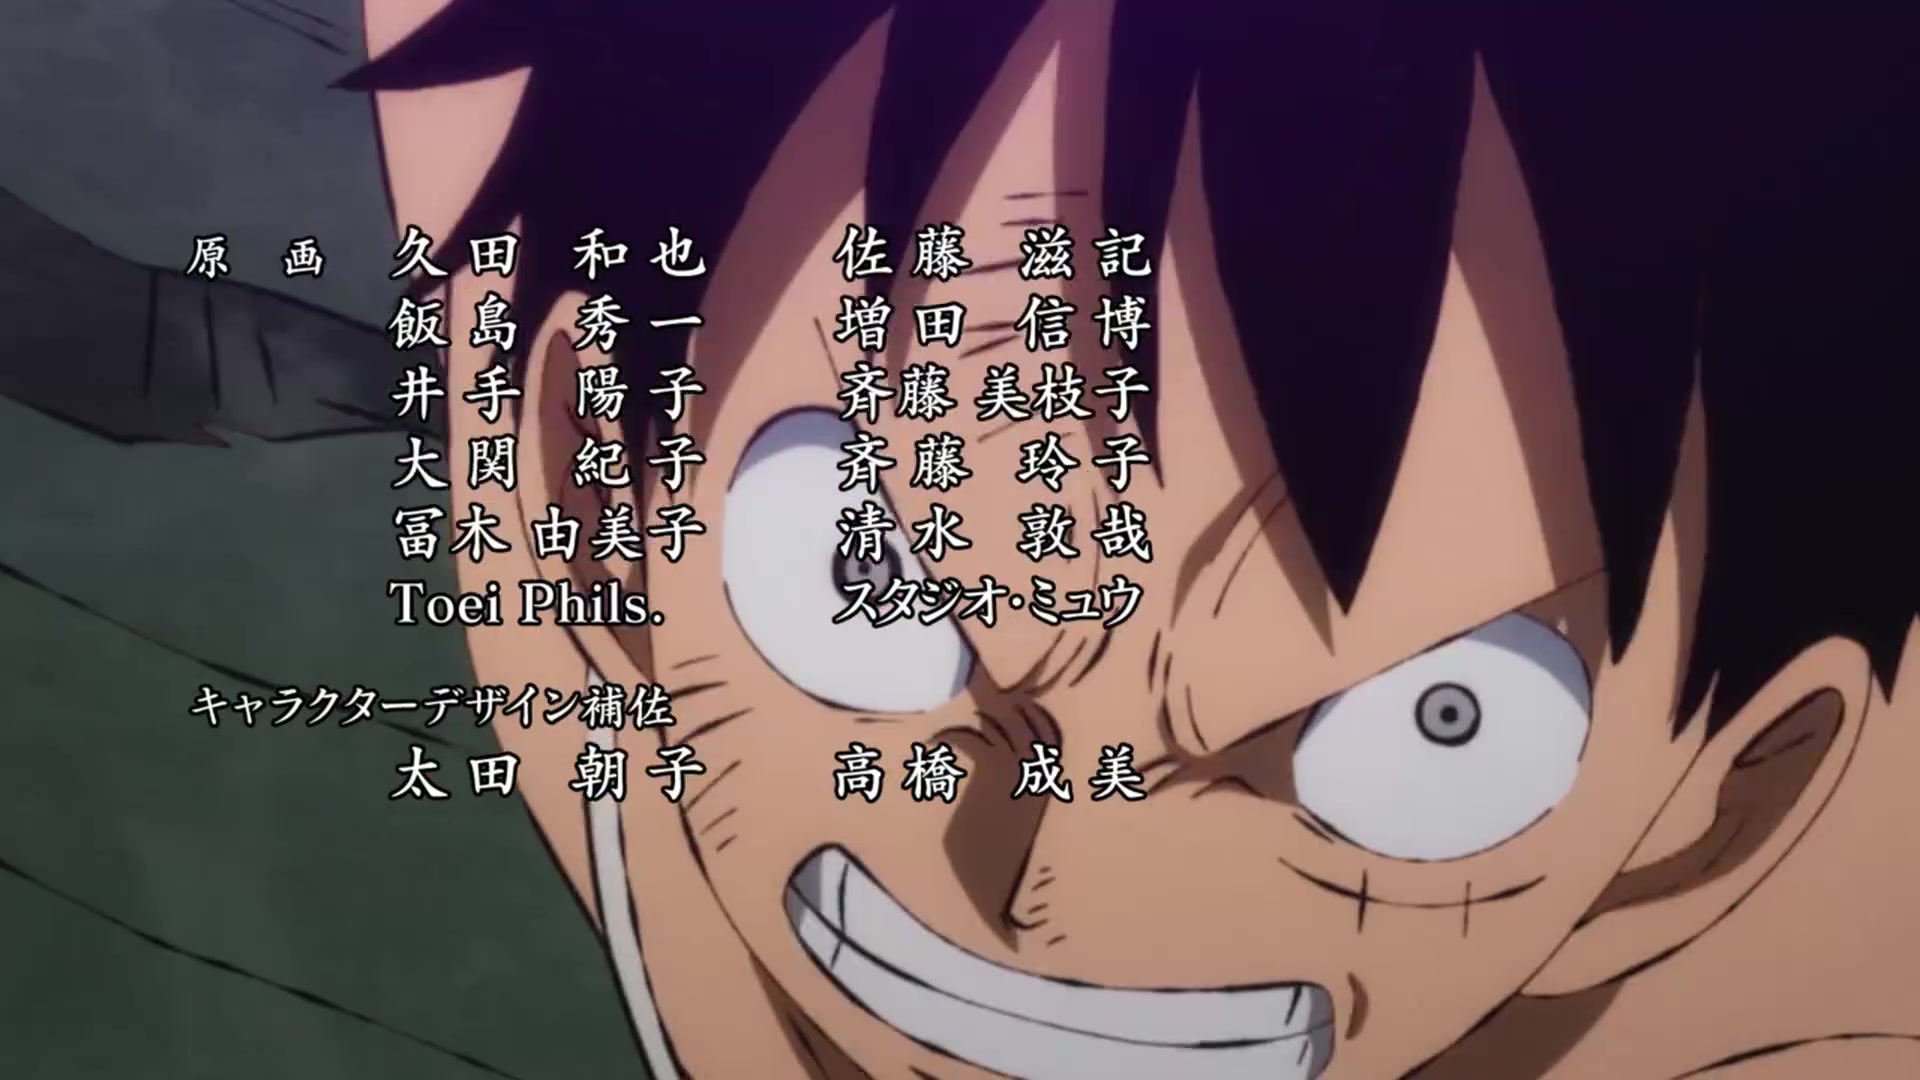 原画 久田 和也 佐藤 滋記
飯島 秀一 増田 信博
井手 陽子 斉藤 美枝子
大関 紀子 斉藤 玲子
冨木 由美子 清水 敦哉
Toei Phils. スタジオ・ミュウ
キャラクターデザイン補佐
太田 朝子 高橋 成美